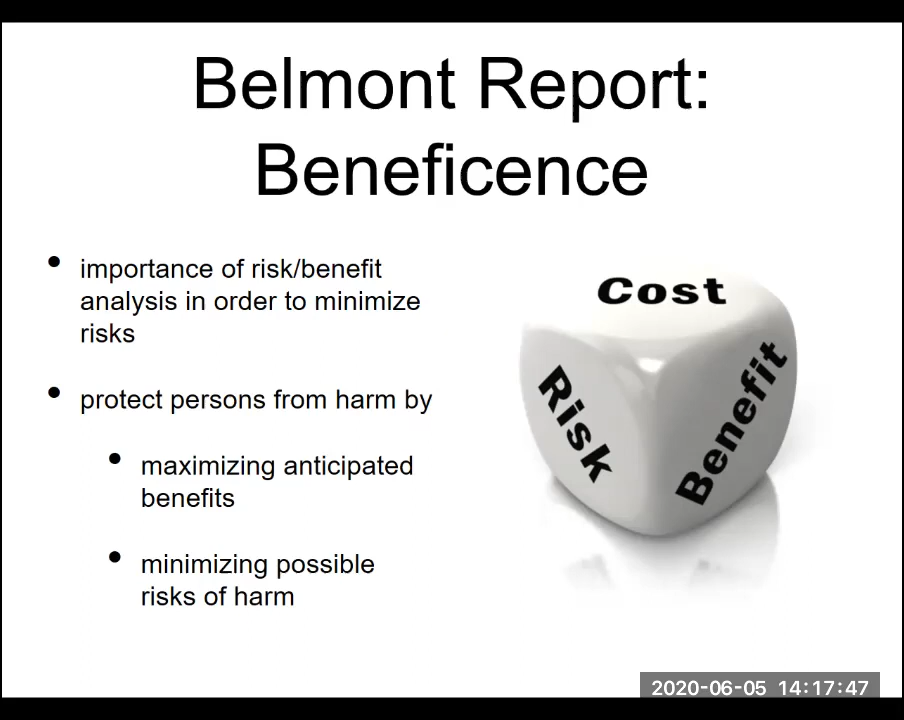 Belmont Report:
Beneficence
• importance of risk/benefit
analysis in order to minimize
risks
• protect persons from harm by
• maximizing anticipated
benefits
• minimizing possible
risks of harm
Cost
Risk
Benefit
2020-06-05 14:17:47